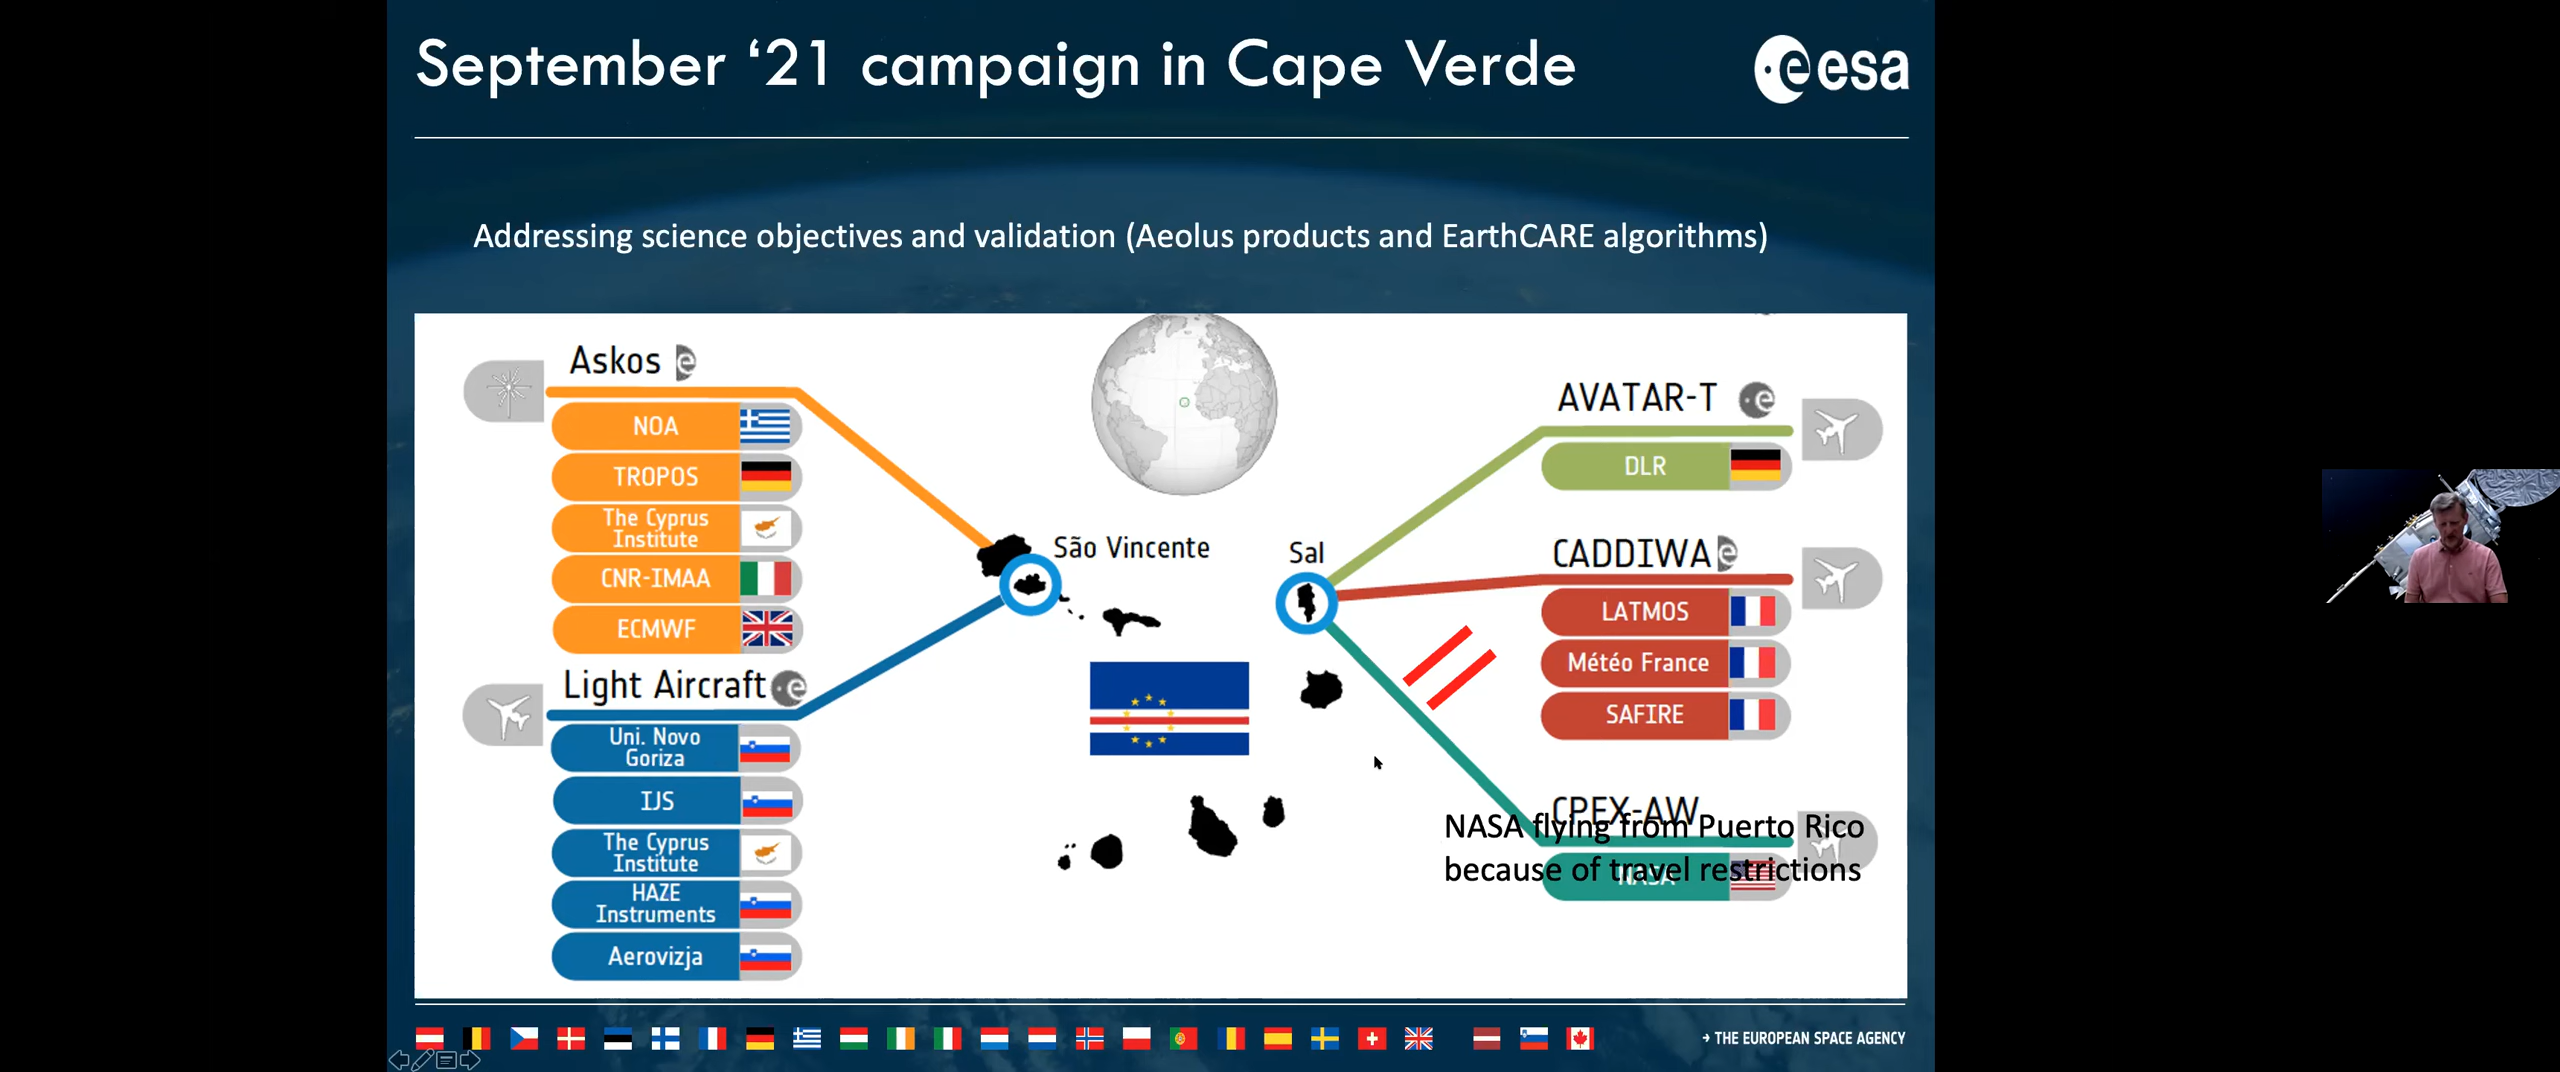 September ‘21 campaign in Cape Verde
esa
Addressing science objectives and validation (Aeolus products and EarthCARE algorithms)
Askos
NOA
TROPOS
The Cyprus
Institute
CNR-IMAA
ECMWF
Light Aircraft
Uni. Novo
Goriza
IJS
The Cyprus
Institute
HAZE
Instruments
Aerovizja
São Vincente
Sal
AVATAR-T
DLR
CADDIWA
LATMOS
Météo France
SAFIRE
CPEX-AW
NASA flying from Puerto Rico
because of travel restrictions
NASA
→ THE EUROPEAN SPACE AGENCY